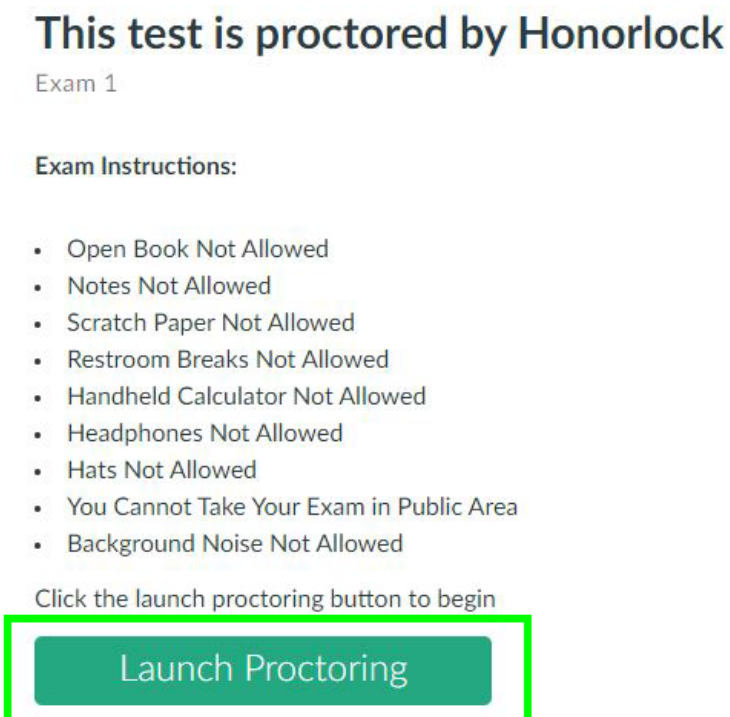 This test is proctored by Honorlock
Exam 1
Exam Instructions:
• Open Book Not Allowed
• Notes Not Allowed
• Scratch Paper Not Allowed
• Restroom Breaks Not Allowed
• Handheld Calculator Not Allowed
• Headphones Not Allowed
• Hats Not Allowed
• You Cannot Take Your Exam in Public Area
• Background Noise Not Allowed
Click the launch proctoring button to begin
Launch Proctoring